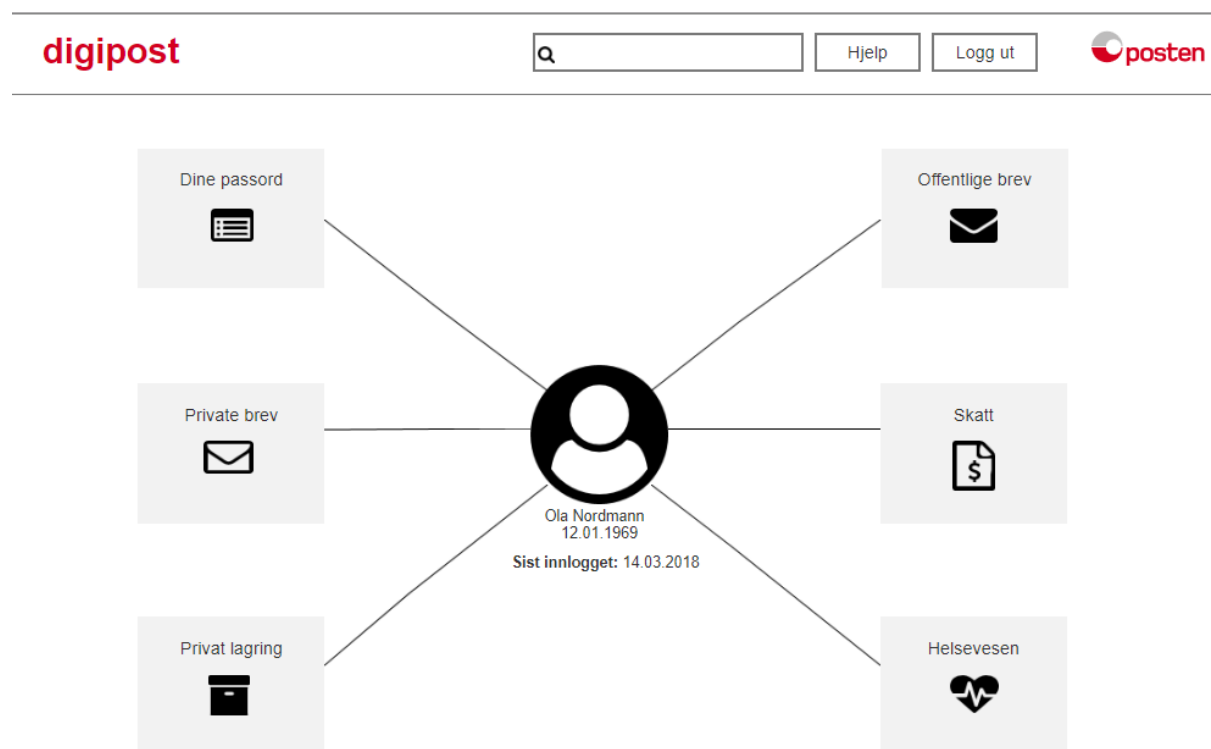 digipost
Hjelp
Logg ut
posten
Dine passord
Offentlige brev
Private brev
Skatt
$
Ola Nordmann
12.01.1969
Sist innlogget: 14.03.2018
Privat lagring
Helsevesen